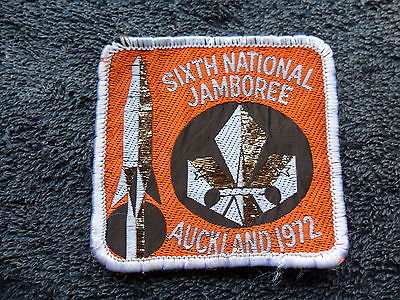 SIXTH NATIONAL
JAMBOREE
AUCKLAND 1972